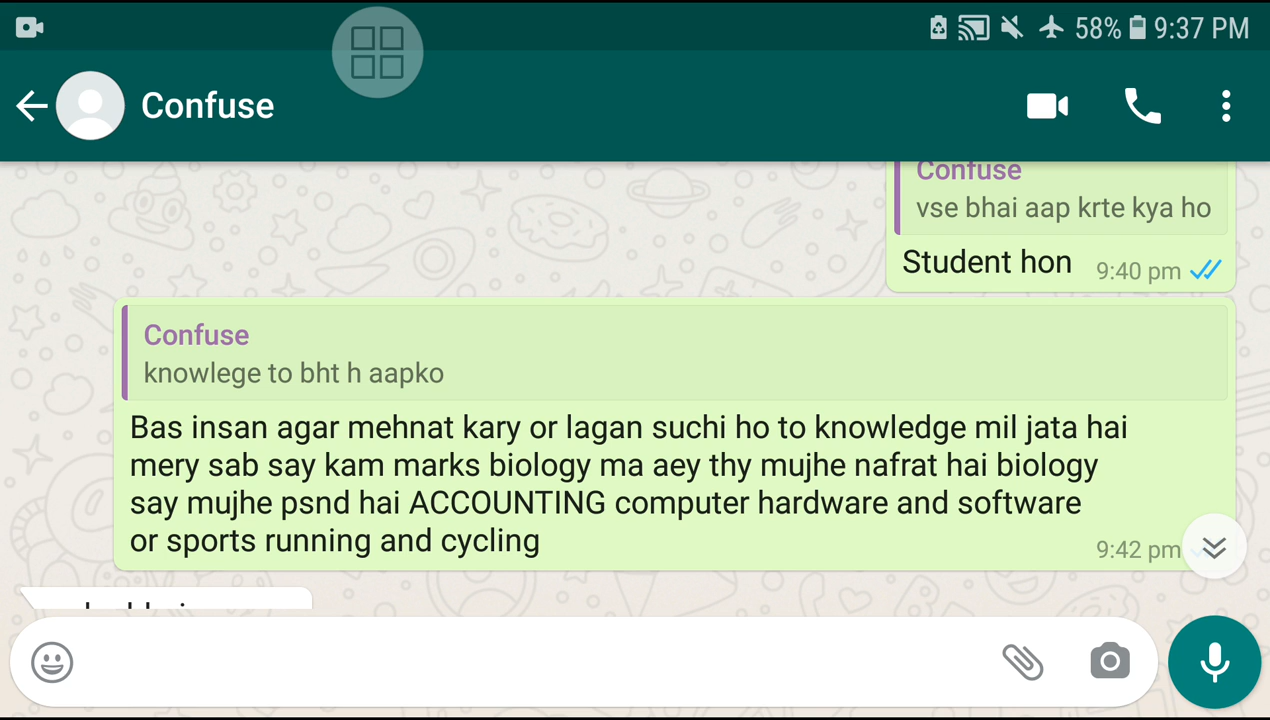 58% 9:37 PM
Confuse
Confuse
vse bhai aap krte kya ho
Student hon 9:40 pm
Confuse
knowlege to bht h aapko
Bas insan agar mehnat kary or lagan suchi ho to knowledge mil jata hai
mery sab say kam marks biology ma aey thy mujhe nafrat hai biology
say mujhe psnd hai ACCOUNTING computer hardware and software
or sports running and cycling
9:42 pm